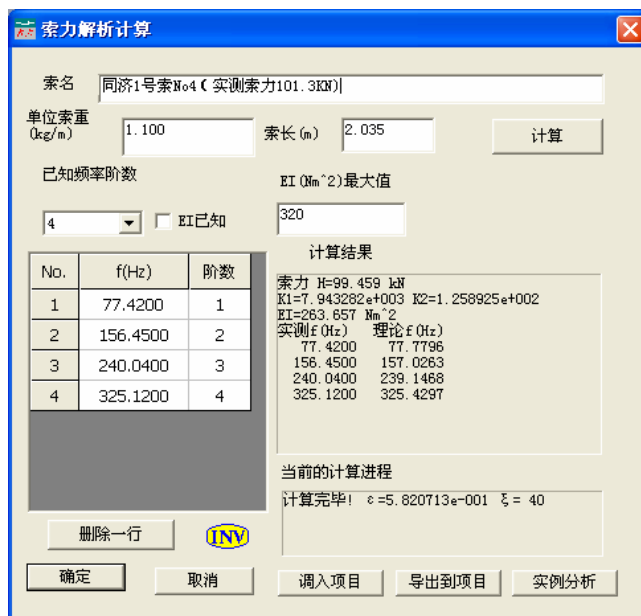 索力解析计算
索名 同济1号索No4(实测索力101.3KN)
单位索重
(kg/m) 1.100 索长(m) 2.035 计算
已知频率阶数 EI(Nm^2)最大值
4 EI已知 320
计算结果
No. f(Hz) 阶数
1 77.4200 1
2 156.4500 2
3 240.0400 3
4 325.1200 4
索力 H=99.459 kN
K1=7.943282e+003 K2=1.258925e+002
EI=263.657 Nm^2
实测f(Hz) 理论f(Hz)
77.4200 77.7796
156.4500 157.0263
240.0400 239.1468
325.1200 325.4297
当前的计算进程
计算完毕! ε=5.820713e-001 ξ= 40
删除一行 INV
确定 取消 调入项目 导出到项目 实例分析